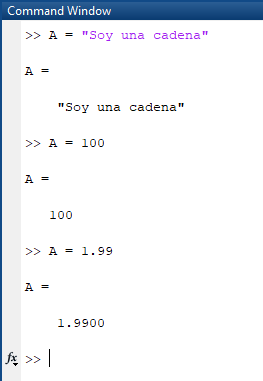 Command Window
>> A = "Soy una cadena"
A =
"Soy una cadena"
>> A = 100
A =
100
>> A = 1.99
A =
1.9900
fx >>